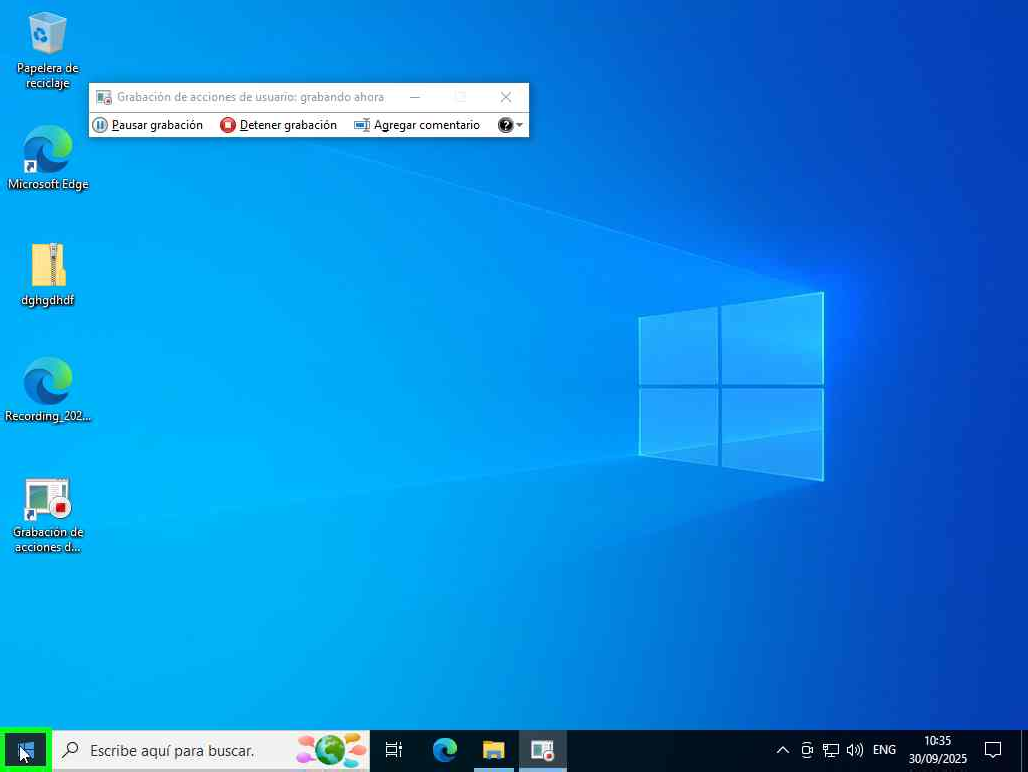 Papelera de
reciclaje
Grabación de acciones de usuario: grabando ahora
Pausar grabación
Detener grabación
Agregar comentario
Microsoft Edge
dghgdhdf
Recording_202...
Grabación de
acciones d...
Escribe aquí para buscar.
ENG
10:35
30/09/2025